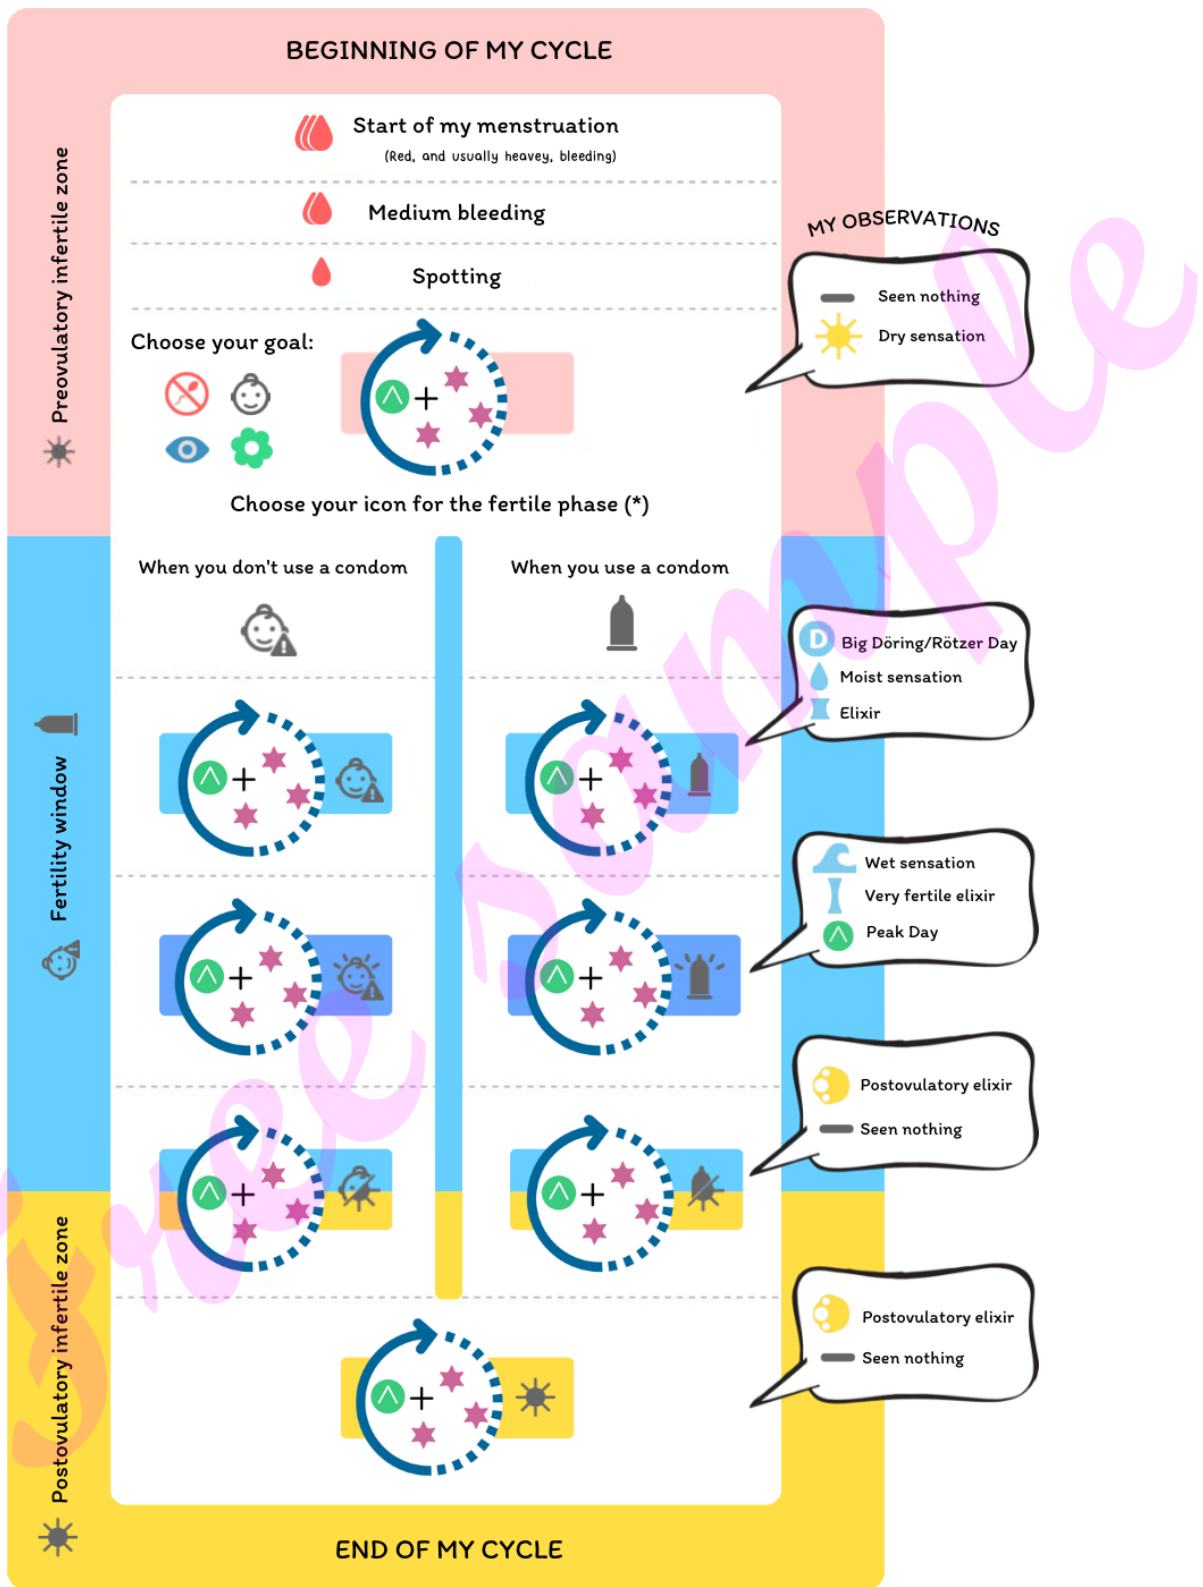 BEGINNING OF MY CYCLE
Start of my menstruation
(Red, and usually heavey, bleeding)
Medium bleeding
Spotting
Choose your goal:
Choose your icon for the fertile phase (*)
Preovulatory infertile zone
MY OBSERVATIONS
Seen nothing
Dry sensation
When you don't use a condom
When you use a condom
Fertility window
D Big Döring/Rötzer Day
Moist sensation
Elixir
Wet sensation
Very fertile elixir
Peak Day
Postovulatory elixir
Seen nothing
Postovulatory infertile zone
Postovulatory elixir
Seen nothing
END OF MY CYCLE
free sample